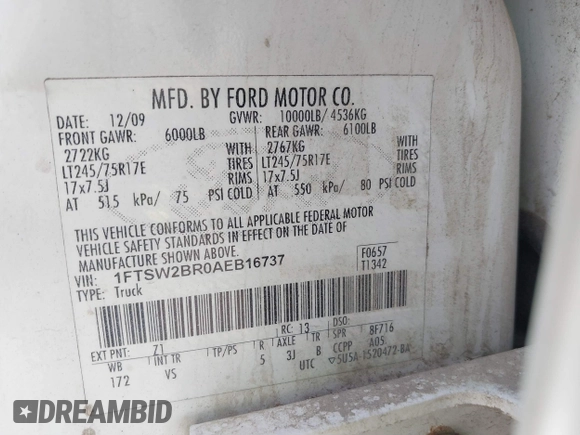 MFD. BY FORD MOTOR CO.
DATE: 12/09 GVWR: 10000LB/ 4536KG
FRONT GAWR: 6000LB REAR GAWR: 6100LB
2722KG WITH 2767KG WITH
LT245/75R17E TIRES LT245/75R17E TIRES
17x7.5J RIMS 17x7.5J RIMS
AT 515 kPa/ 75 PSI COLD AT 550 kPa/ 80 PSI COLD
THIS VEHICLE CONFORMS TO ALL APPLICABLE FEDERAL MOTOR
VEHICLE SAFETY STANDARDS IN EFFECT ON THE DATE OF
MANUFACTURE SHOWN ABOVE.
VIN: 1FTSW2BR0AEB16737 F0657
TYPE: Truck T1342
EXT PNT: Z1 RC: 13 DSO:
WB INT TR TP/PS R AXLE TR SPR 8F716
172 VS 5 3J B CCPP A05
UTC ▽5U5A-1520472-BA
DREAMBID